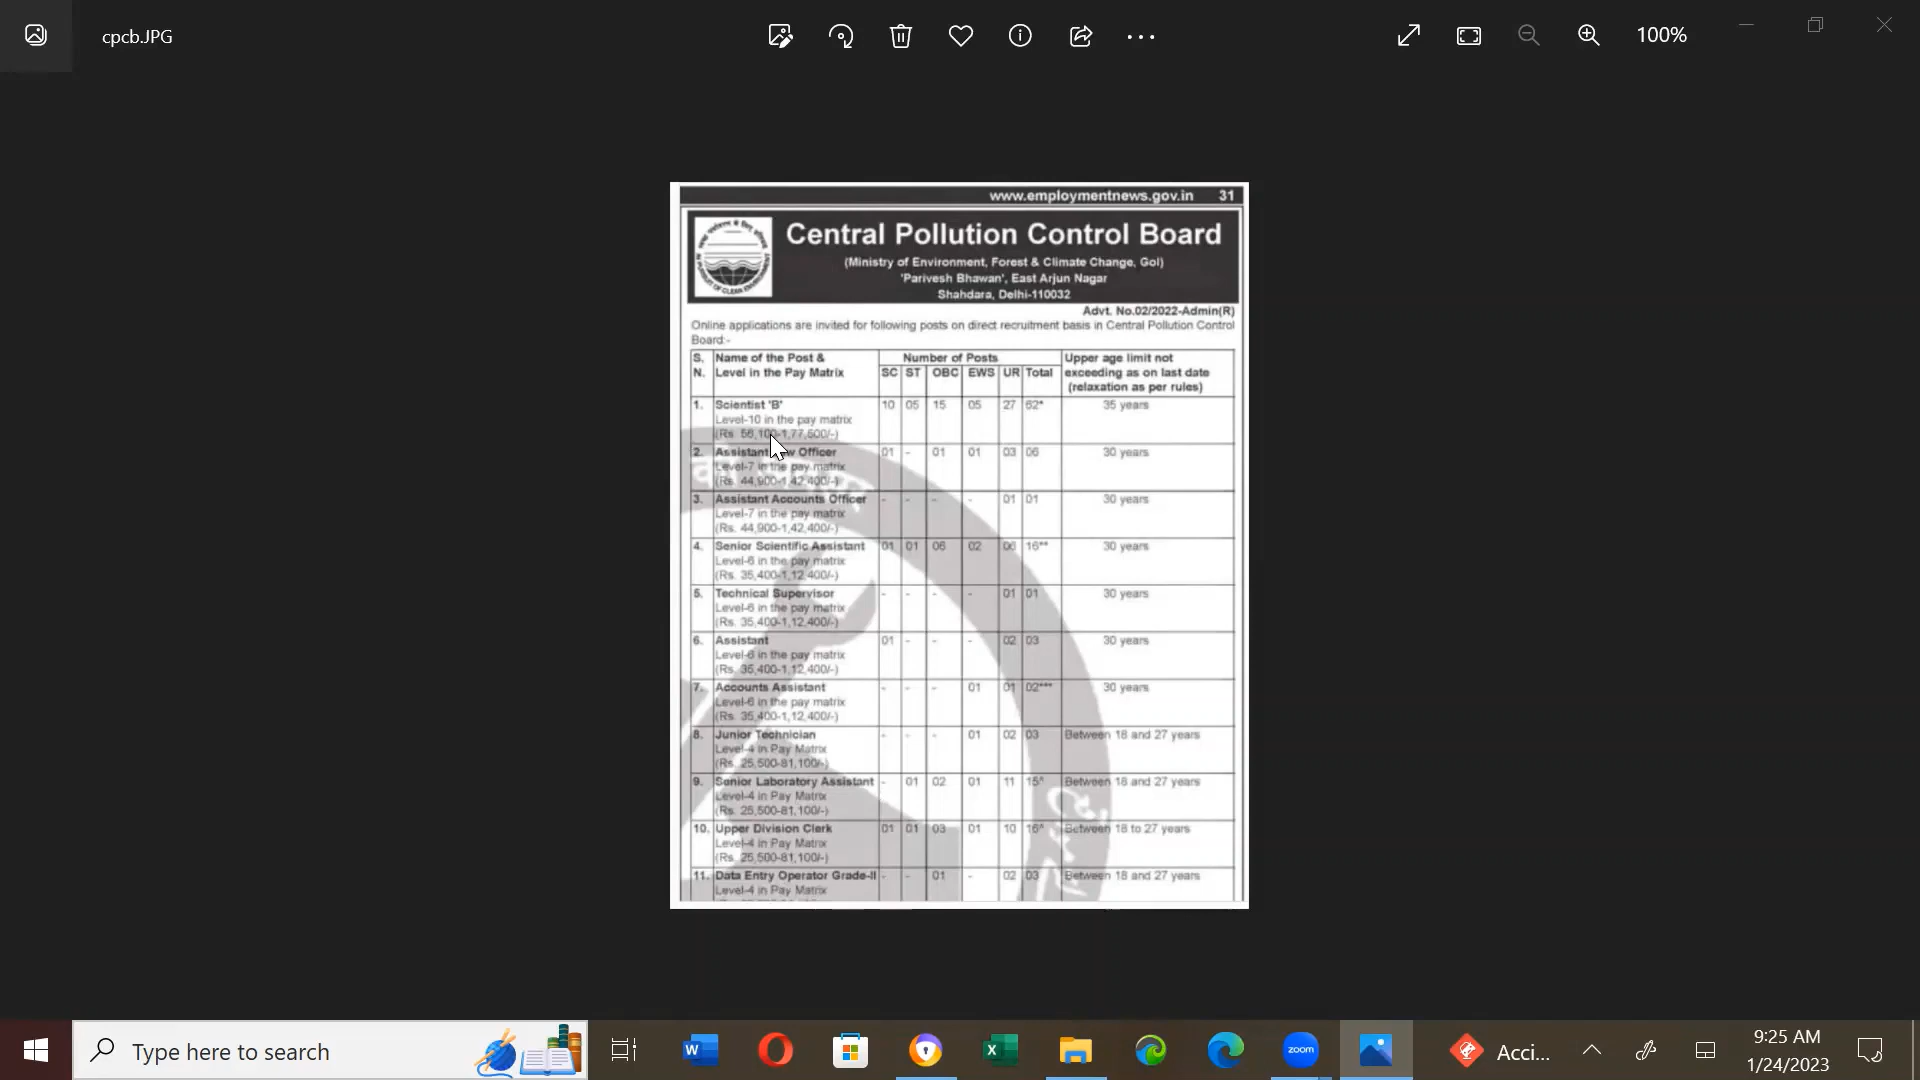 cpcb.JPG
100%
www.employmentnews.gov.in 31
Central Pollution Control Board
(Ministry of Environment, Forest & Climate Change, GoI)
'Parivesh Bhawan', East Arjun Nagar
Shahdara, Delhi-110032
Advt. No.02/2022-Admin(R)
Online applications are invited for following posts on direct recruitment basis in Central Pollution Control
Board:-
S. Name of the Post & Number of Posts Upper age limit not
N. Level in the Pay Matrix SC ST OBC EWS UR Total exceeding as on last date
(relaxation as per rules)
1. Scientist 'B' 10 05 15 05 27 62* 35 years
Level-10 in the pay matrix
(Rs. 56,100-1,77,500/-)
2. Assistant Officer 01 - 01 01 03 06 30 years
Level-7 in the pay matrix
(Rs. 44,900-1,42,400/-)
3. Assistant Accounts Officer - - - - 01 01 30 years
Level-7 in the pay matrix
(Rs. 44,900-1,42,400/-)
4. Senior Scientific Assistant 01 01 06 02 06 16** 30 years
Level-6 in the pay matrix
(Rs. 35,400-1,12,400/-)
5. Technical Supervisor - - - - 01 01 30 years
Level-6 in the pay matrix
(Rs. 35,400-1,12,400/-)
6. Assistant 01 - - - 02 03 30 years
Level-6 in the pay matrix
(Rs. 35,400-1,12,400/-)
7. Accounts Assistant - - - 01 01 02*** 30 years
Level-6 in the pay matrix
(Rs. 35,400-1,12,400/-)
8. Junior Technician - - - 01 02 03 Between 18 and 27 years
Level-4 in Pay Matrix
(Rs. 25,500-81,100/-)
9. Senior Laboratory Assistant - 01 02 01 11 15^ Between 18 and 27 years
Level-4 in Pay Matrix
(Rs. 25,500-81,100/-)
10. Upper Division Clerk 01 01 03 01 10 16^ Between 18 to 27 years
Level-4 in Pay Matrix
(Rs. 25,500-81,100/-)
11. Data Entry Operator Grade-II - - 01 - 02 03 Between 18 and 27 years
Level-4 in Pay Matrix
Type here to search
zoom
Acci...
9:25 AM
1/24/2023